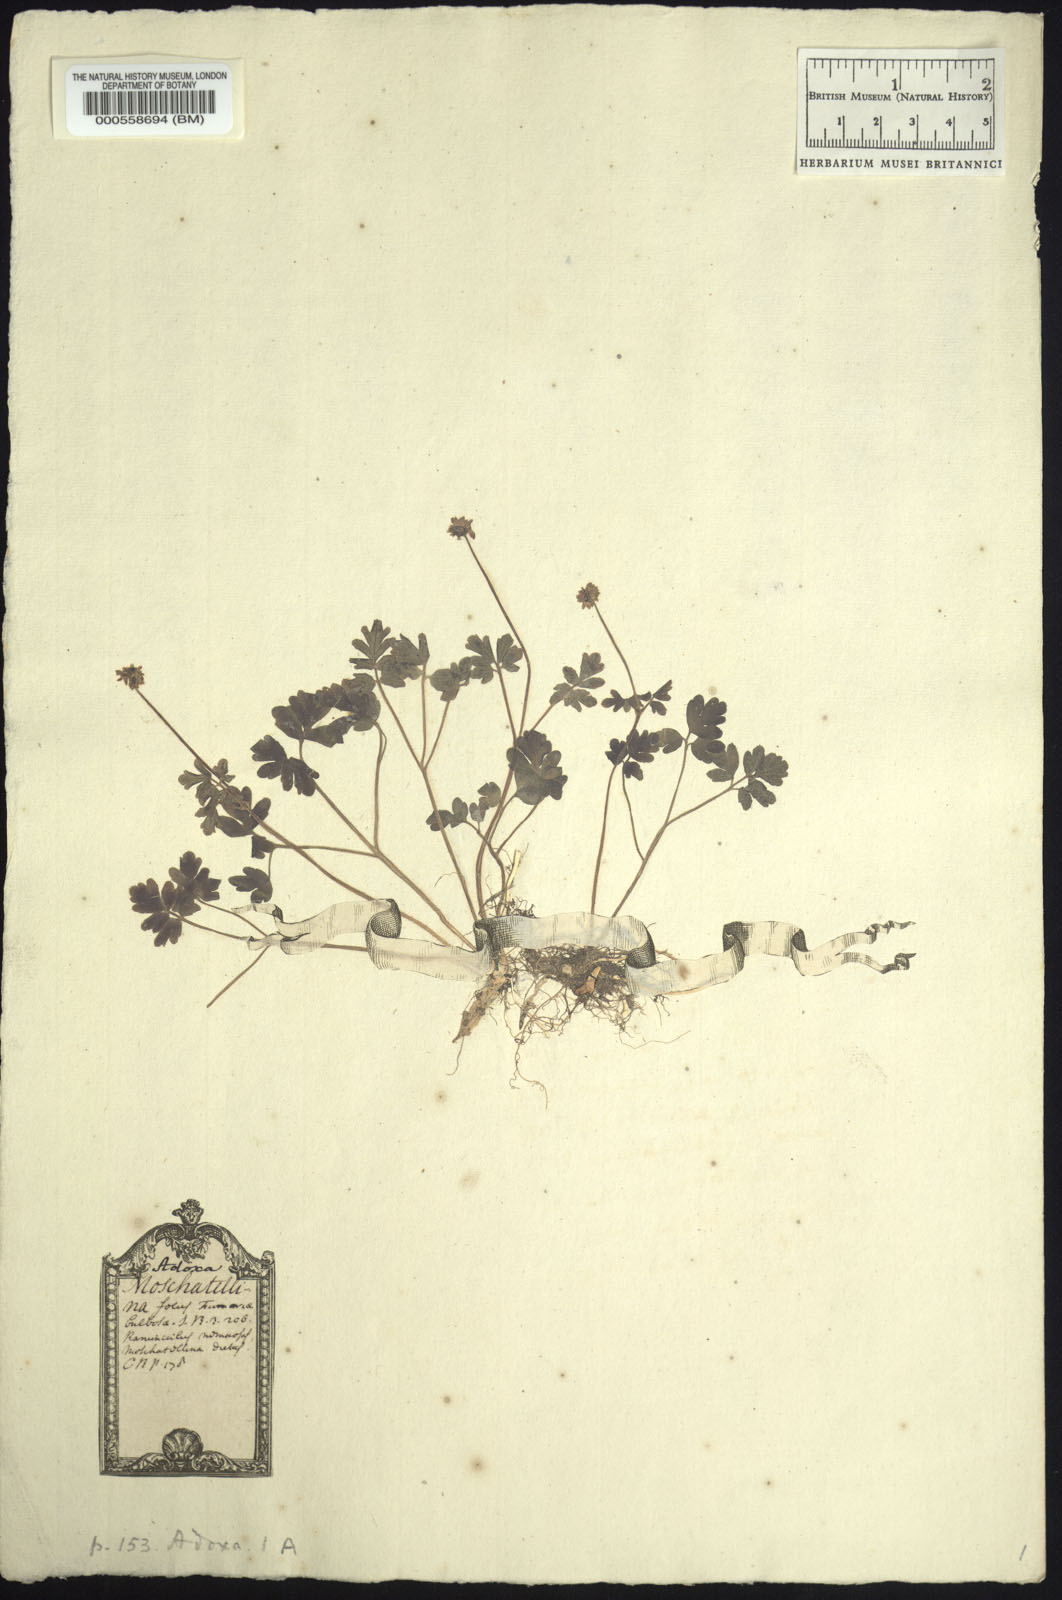 THE NATURAL HISTORY MUSEUM, LONDON
DEPARTMENT OF BOTANY
000558694 (BM)
1 2
BRITISH MUSEUM (NATURAL HISTORY)
1 2 3 4 5
HERBARIUM MUSEI BRITANNICI
Adoxa
Moschatelli-
na folus Fumaria
bulbosa. J. B. 3. 206.
Ranunculus nemorosus
Moschatellina dictus
C B P. 178
p. 153. Adoxa. 1 A
1